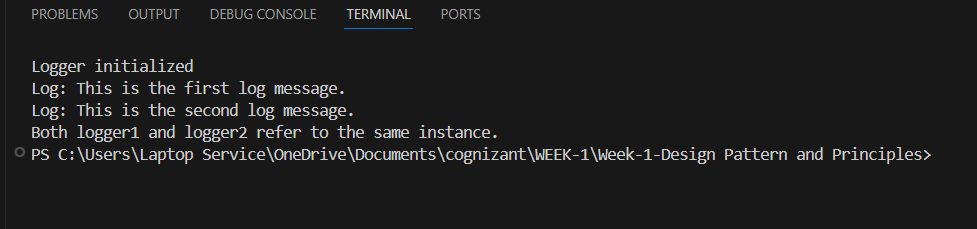 PROBLEMS OUTPUT DEBUG CONSOLE TERMINAL PORTS
Logger initialized
Log: This is the first log message.
Log: This is the second log message.
Both logger1 and logger2 refer to the same instance.
PS C:\Users\Laptop Service\OneDrive\Documents\cognizant\WEEK-1\Week-1-Design Pattern and Principles>